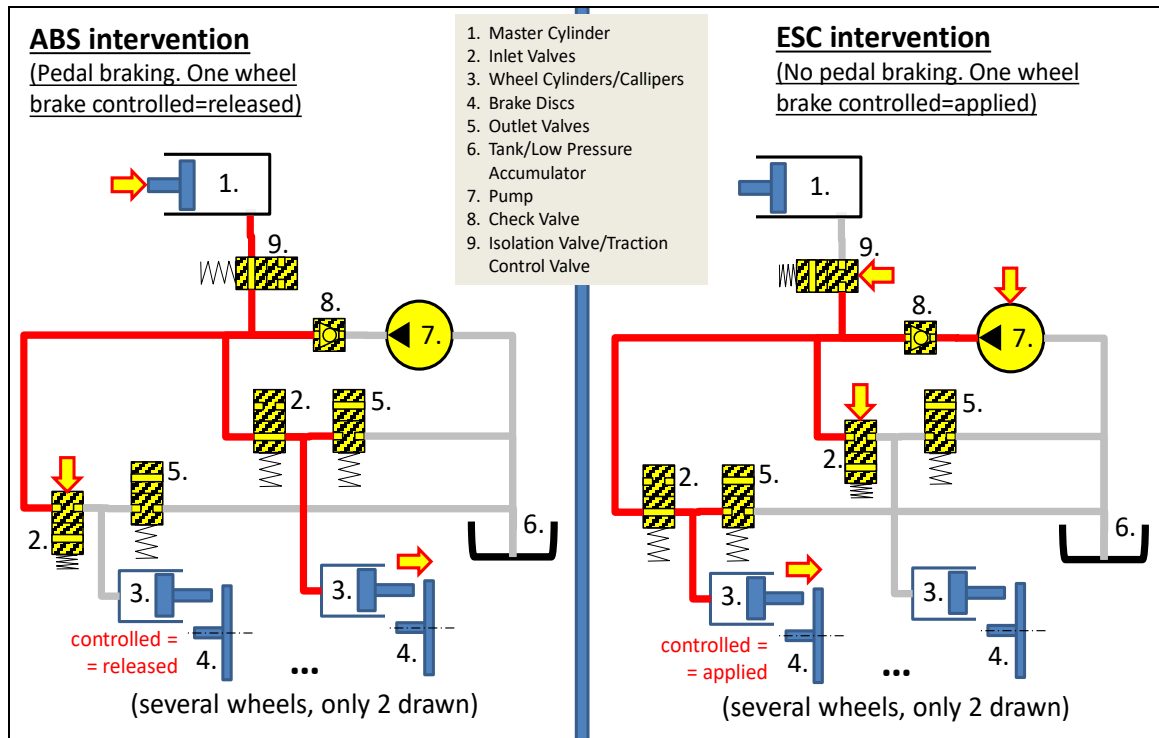 ABS intervention
(Pedal braking. One wheel
brake controlled=released)
1. Master Cylinder
2. Inlet Valves
3. Wheel Cylinders/Callipers
4. Brake Discs
5. Outlet Valves
6. Tank/Low Pressure
Accumulator
7. Pump
8. Check Valve
9. Isolation Valve/Traction
Control Valve
ESC intervention
(No pedal braking. One wheel
brake controlled=applied)
1.
9.
8.
7.
2.
5.
5.
2.
6.
3.
3.
controlled =
= released
4.
...
4.
(several wheels, only 2 drawn)
1.
9.
8.
7.
5.
2.
2.
5.
6.
3.
3.
controlled =
= applied
4.
...
4.
(several wheels, only 2 drawn)